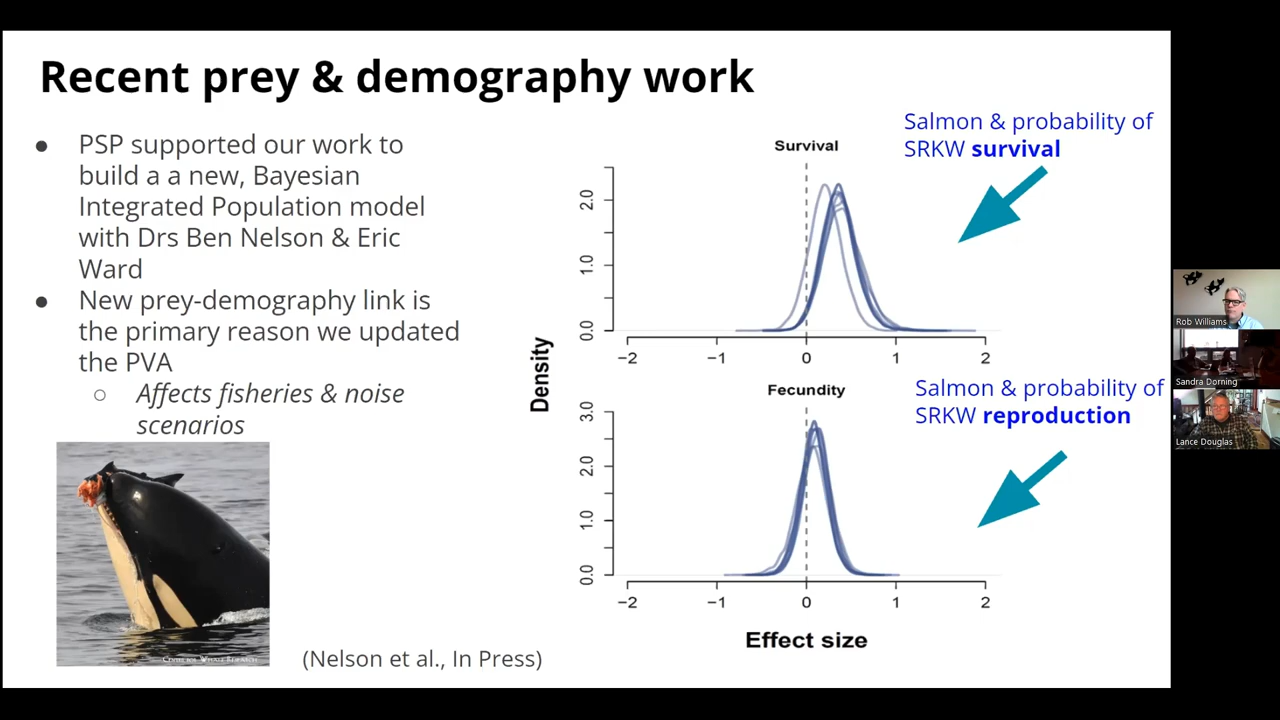 Recent prey & demography work
● PSP supported our work to
build a a new, Bayesian
Integrated Population model
with Drs Ben Nelson & Eric
Ward
● New prey-demography link is
the primary reason we updated
the PVA
○ Affects fisheries & noise
scenarios
CENTER FOR WHALE RESEARCH
(Nelson et al., In Press)
Salmon & probability of
SRKW survival
Survival
2.0
1.0
0.0
−2 −1 0 1 2
Density
Salmon & probability of
SRKW reproduction
Fecundity
3.0
2.0
1.0
0.0
−2 −1 0 1 2
Effect size
Rob Williams
Sandra Dorning
Lance Douglas